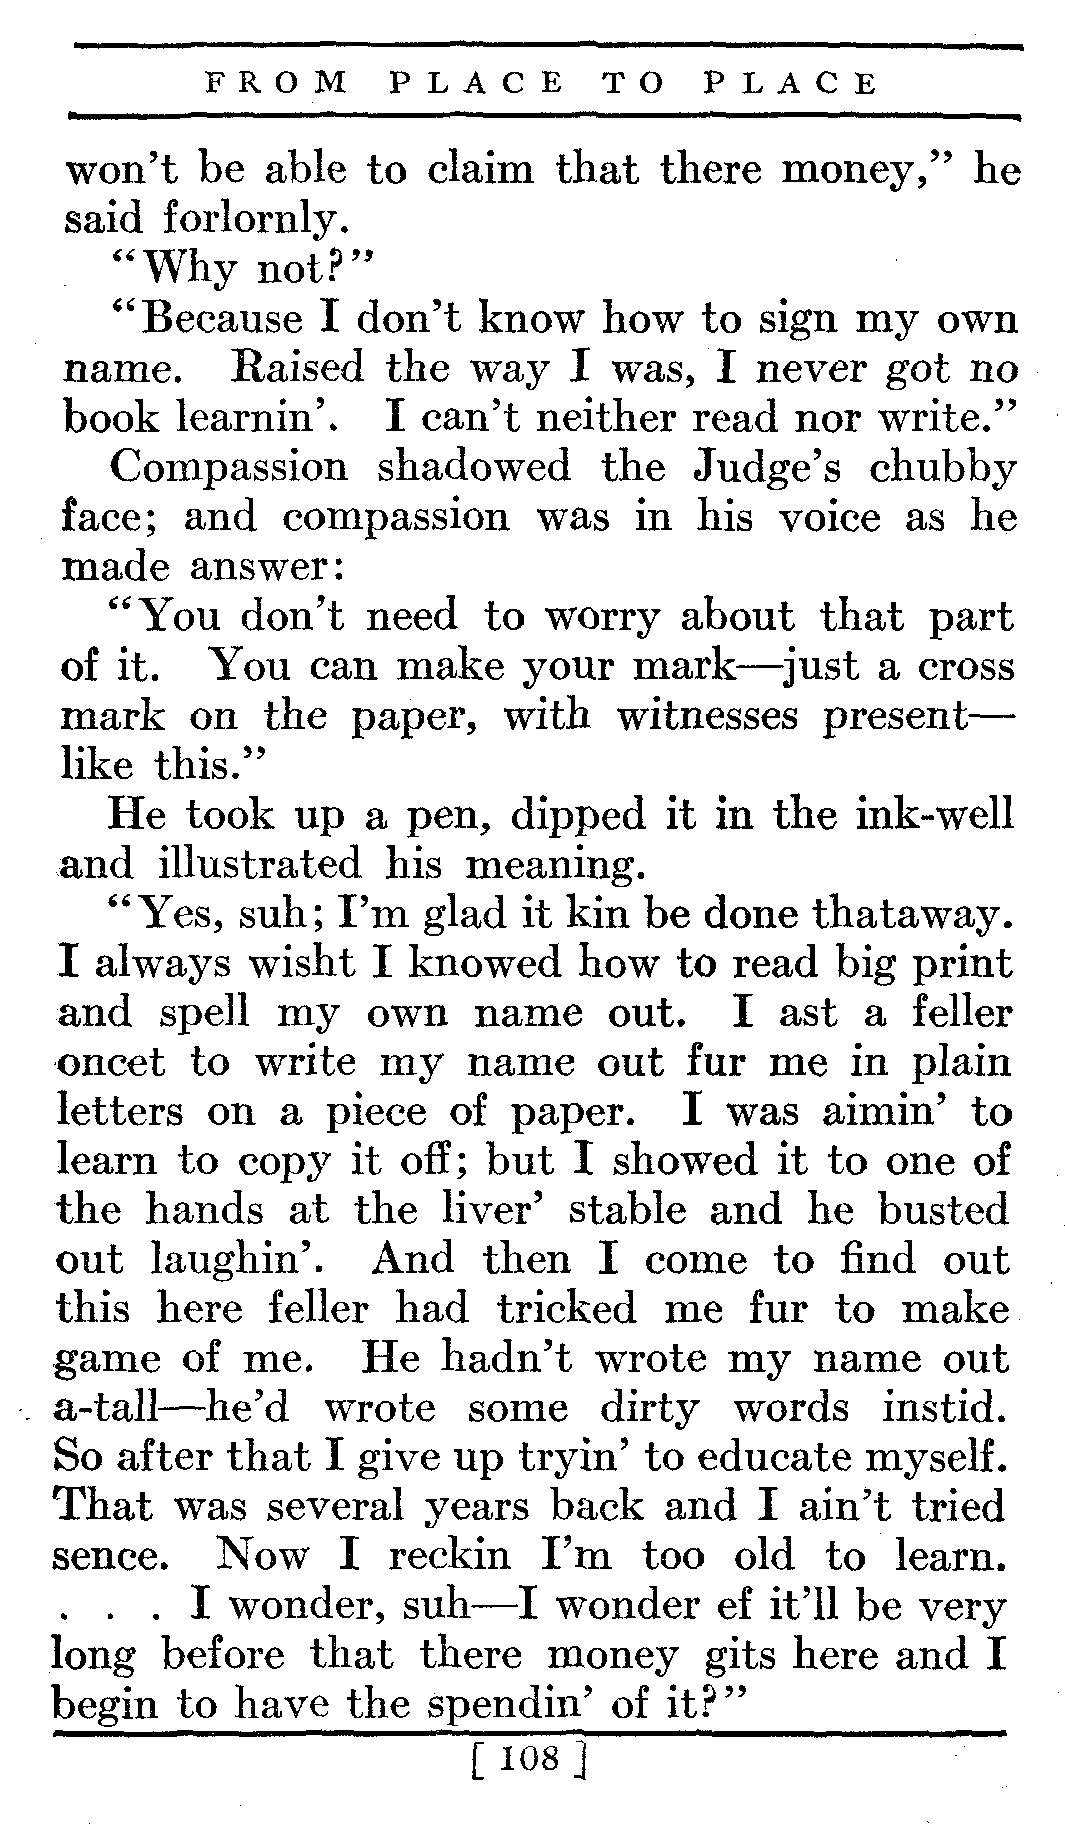 FROM PLACE TO PLACE
won't be able to claim that there money," he
said forlornly.
"Why not?"
"Because I don't know how to sign my own
name. Raised the way I was, I never got no
book learnin'. I can't neither read nor write."
Compassion shadowed the Judge's chubby
face; and compassion was in his voice as he
made answer:
"You don't need to worry about that part
of it. You can make your mark—just a cross
mark on the paper, with witnesses present—
like this."
He took up a pen, dipped it in the ink-well
and illustrated his meaning.
"Yes, suh; I'm glad it kin be done thataway.
I always wisht I knowed how to read big print
and spell my own name out. I ast a feller
oncet to write my name out fur me in plain
letters on a piece of paper. I was aimin' to
learn to copy it off; but I showed it to one of
the hands at the liver' stable and he busted
out laughin'. And then I come to find out
this here feller had tricked me fur to make
game of me. He hadn't wrote my name out
a-tall—he'd wrote some dirty words instid.
So after that I give up tryin' to educate myself.
That was several years back and I ain't tried
sence. Now I reckin I'm too old to learn.
. . . I wonder, suh—I wonder ef it'll be very
long before that there money gits here and I
begin to have the spendin' of it?"
[ 108 ]